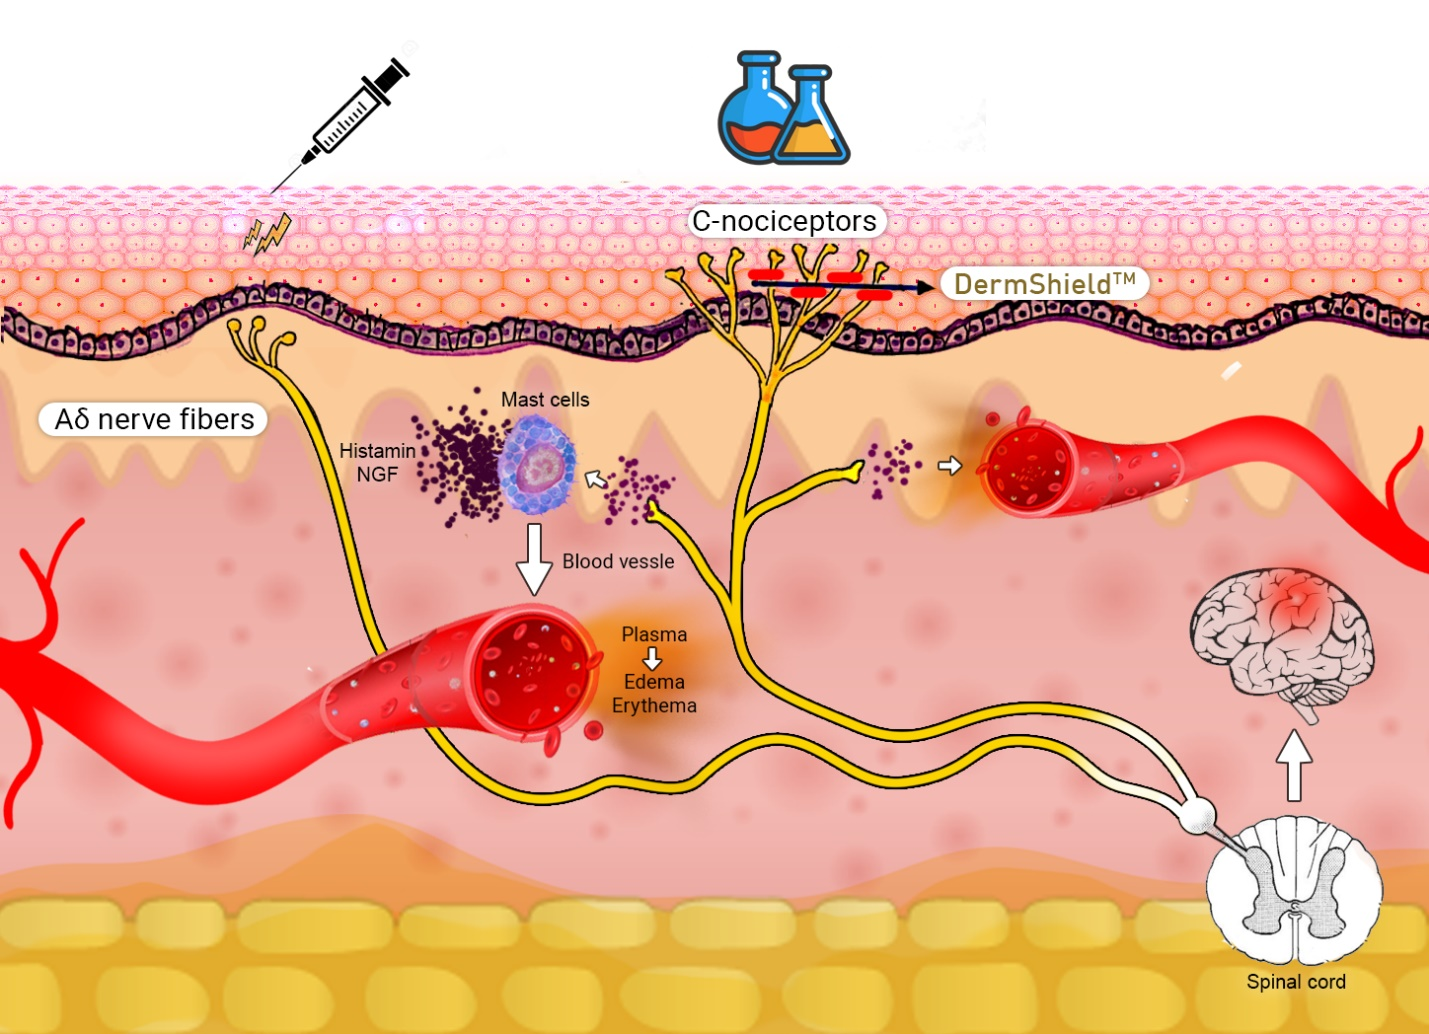 C-nociceptors
DermShield™
Aδ nerve fibers
Mast cells
Histamin
NGF
Blood vessle
Plasma
Edema
Erythema
Spinal cord